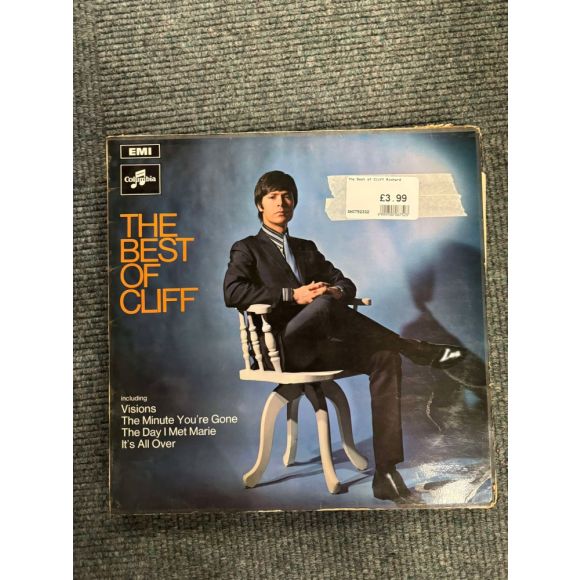 EMI
Columbia
THE
BEST
OF
CLIFF
The Best of Cliff Richard
£3.99
including
Visions
The Minute You're Gone
The Day I Met Marie
It's All Over